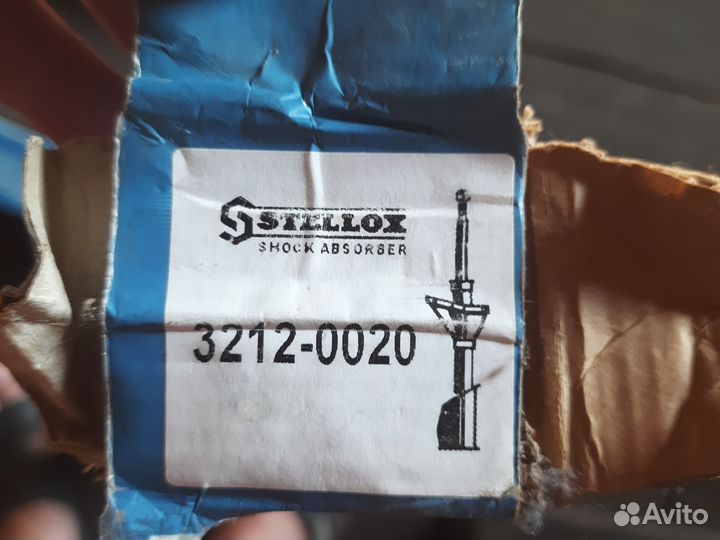 STELLOX
SHOCK ABSORBER
3212-0020
Avito